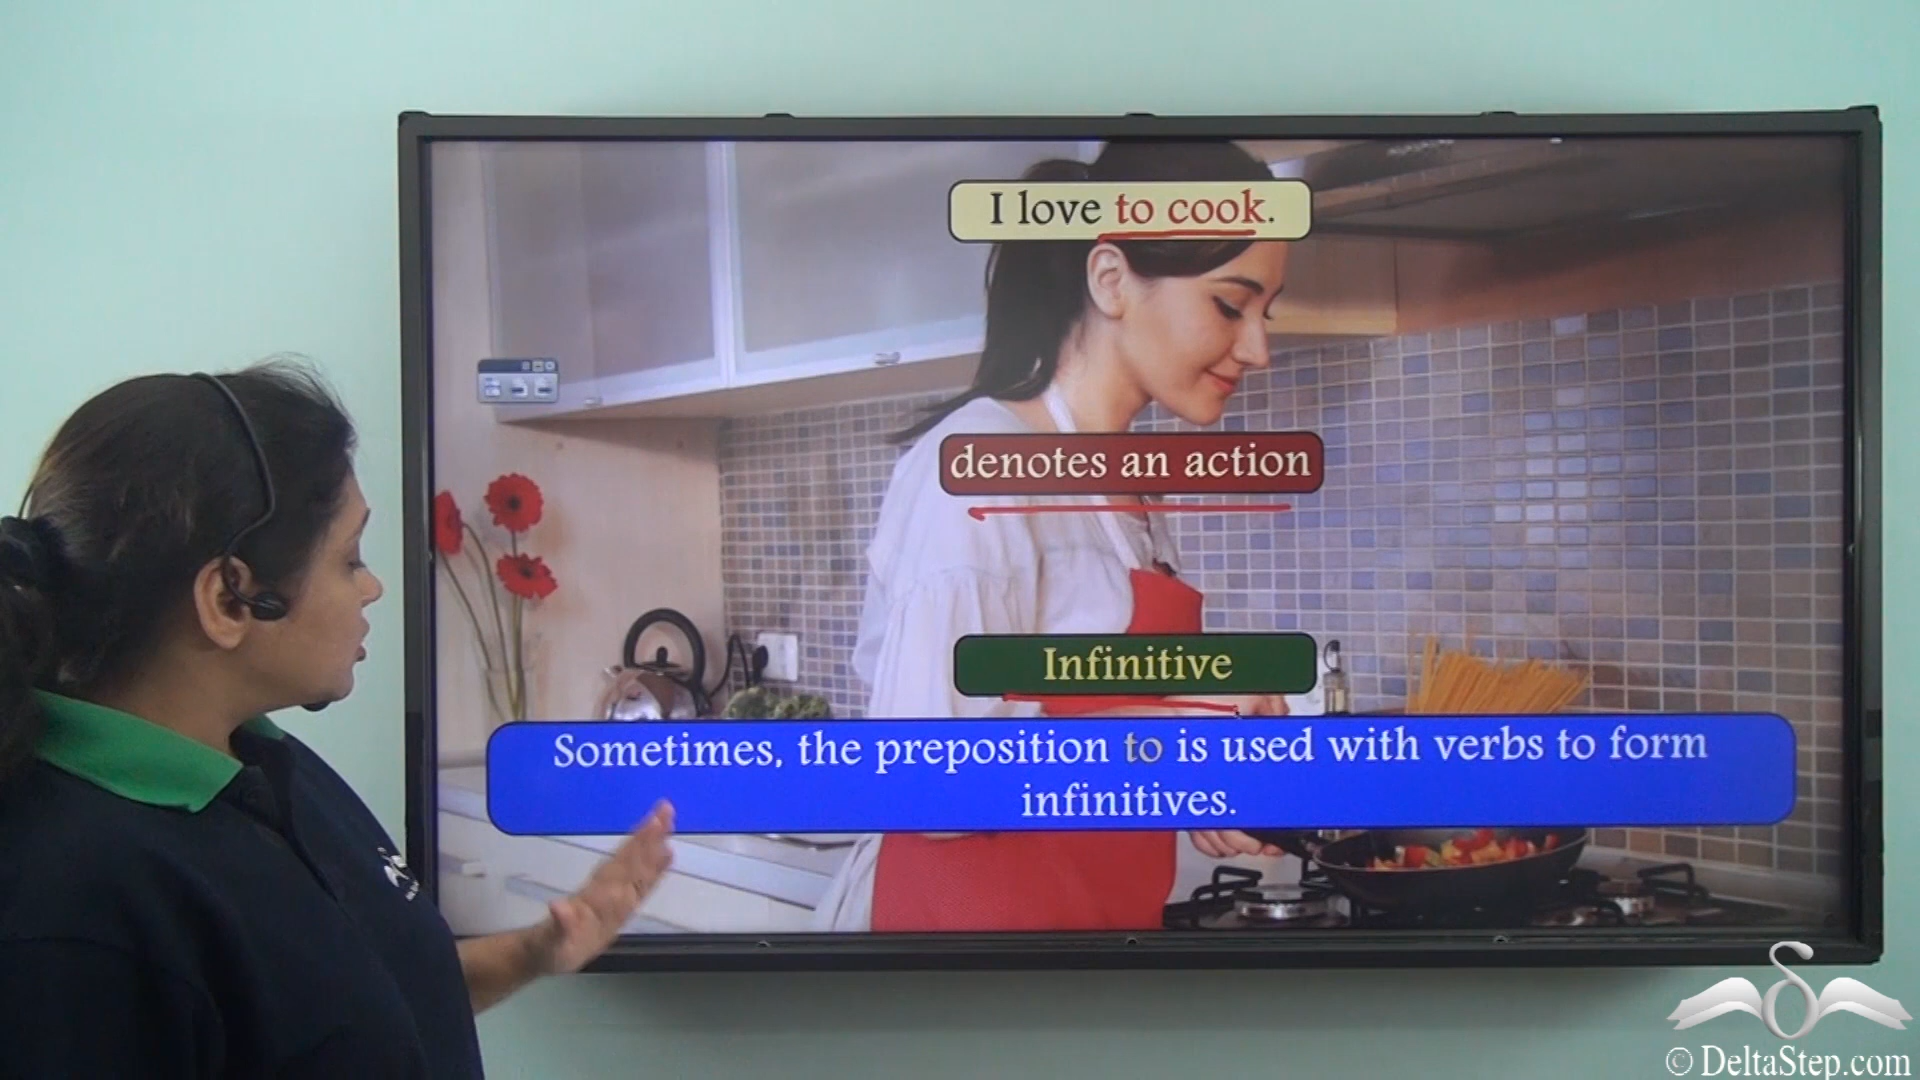 I love to cook.
denotes an action
Infinitive
Sometimes, the preposition to is used with verbs to form
infinitives.
© DeltaStep.com